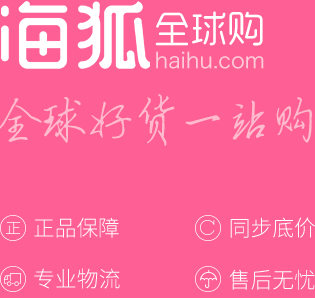 海狐全球购
haihu.com
全球好货一站购
正 正品保障
C 同步底价
专业物流
售后无忧